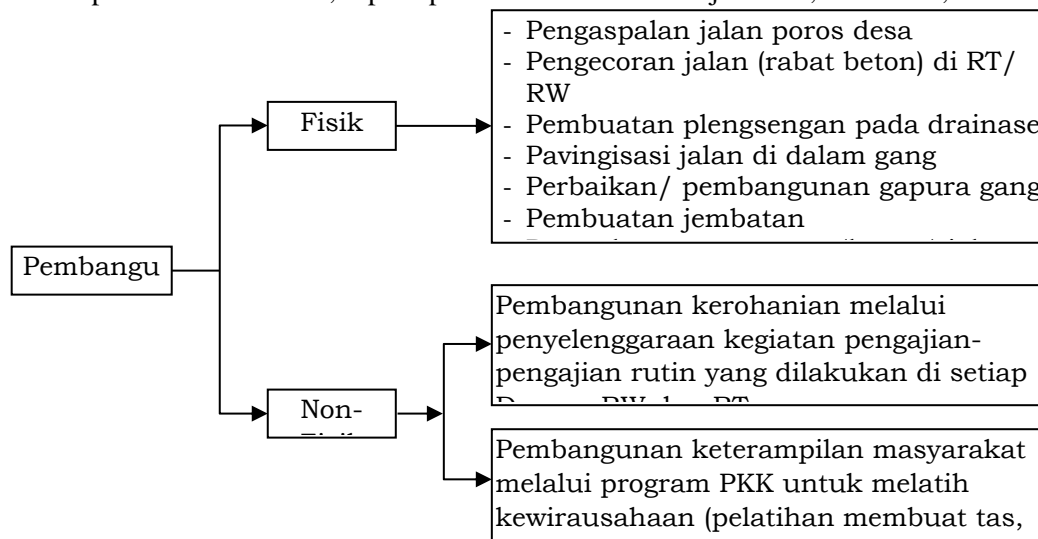 - Pengaspalan jalan poros desa
- Pengecoran jalan (rabat beton) di RT/
RW
- Pembuatan plengsengan pada drainase
- Pavingisasi jalan di dalam gang
- Perbaikan/ pembangunan gapura gang
- Pembuatan jembatan
Fisik
Pembangu
Pembangunan kerohanian melalui
penyelenggaraan kegiatan pengajian-
pengajian rutin yang dilakukan di setiap
Non-
Pembangunan keterampilan masyarakat
melalui program PKK untuk melatih
kewirausahaan (pelatihan membuat tas,